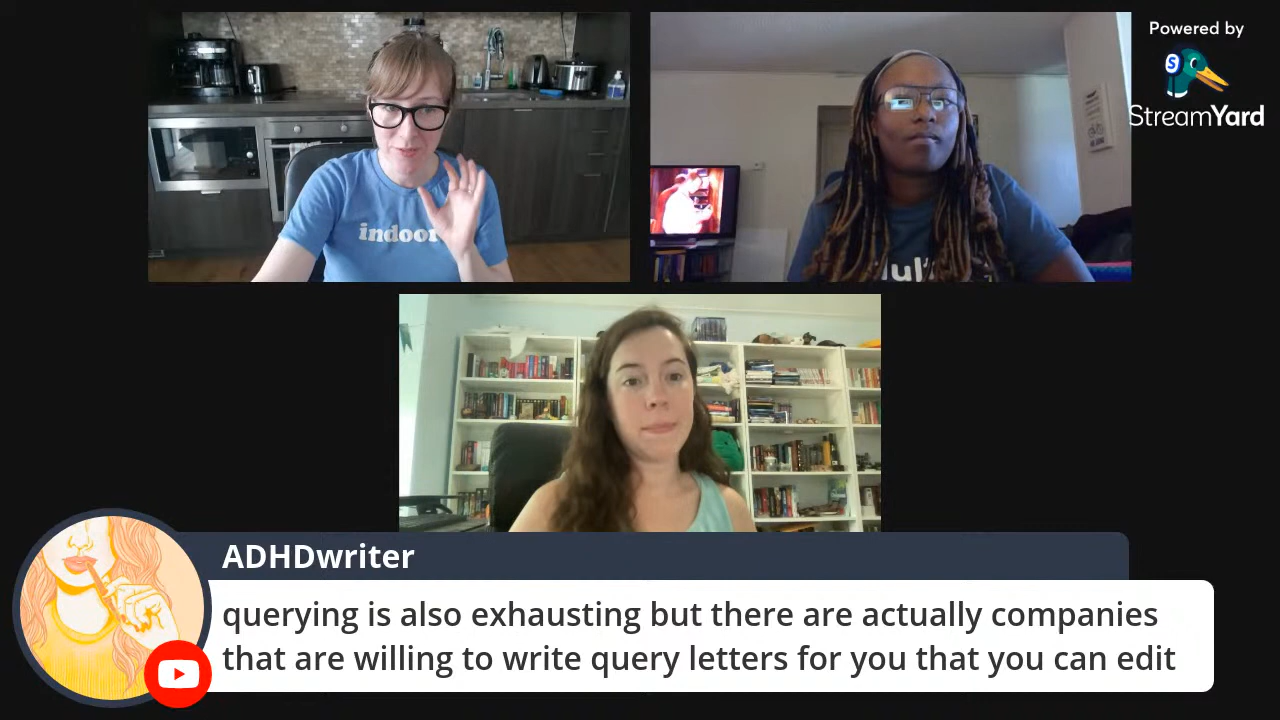 Powered by
S
StreamYard
indoor
ADHDwriter
querying is also exhausting but there are actually companies
that are willing to write query letters for you that you can edit